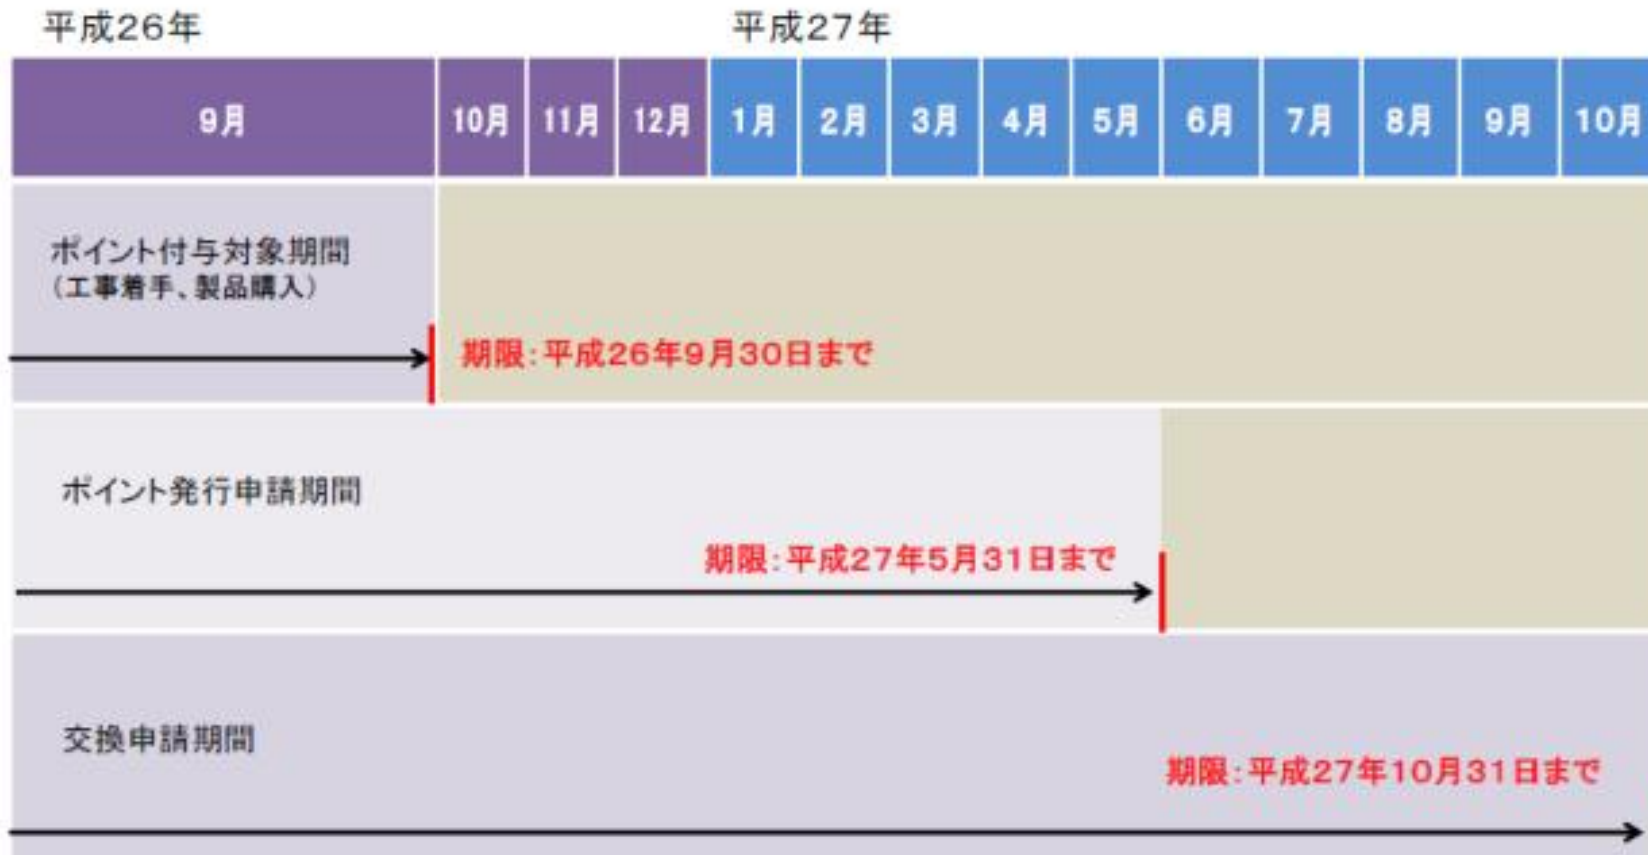 平成26年 平成27年
9月 10月 11月 12月 1月 2月 3月 4月 5月 6月 7月 8月 9月 10月
ポイント付与対象期間
（工事着手、製品購入）
期限：平成26年9月30日まで
ポイント発行申請期間
期限：平成27年5月31日まで
交換申請期間
期限：平成27年10月31日まで